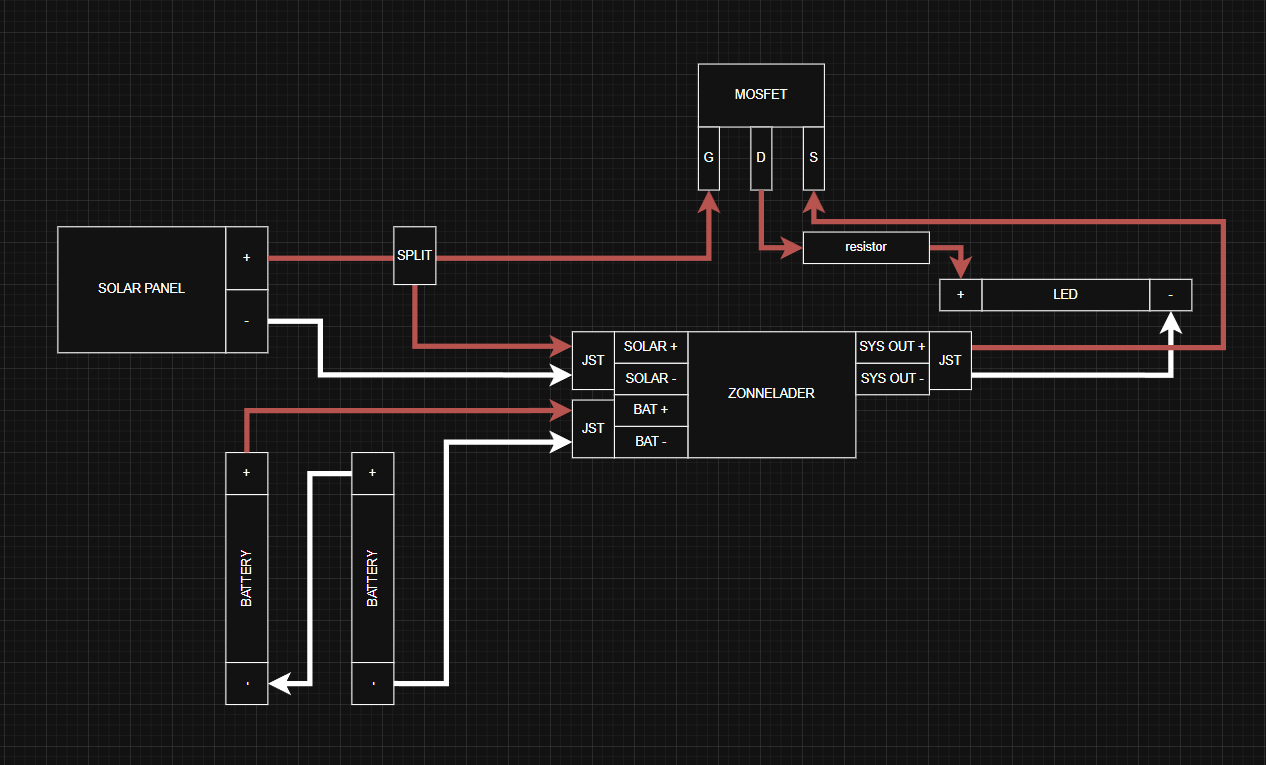 MOSFET
G
D
S
SOLAR PANEL
+
-
SPLIT
resistor
+
LED
-
JST
SOLAR +
SOLAR -
JST
BAT +
BAT -
ZONNELADER
SYS OUT +
SYS OUT -
JST
+
BATTERY
-
+
BATTERY
-